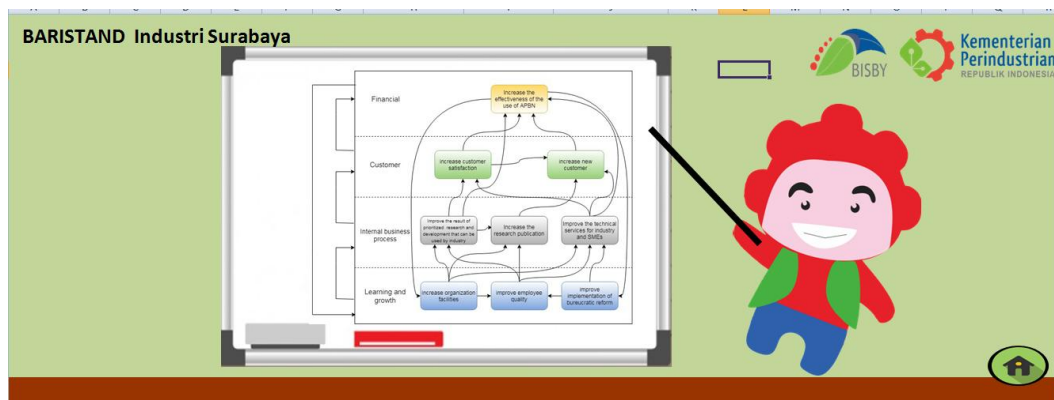 BARISTAND Industri Surabaya
BISBY
Kementerian
Perindustrian
REPUBLIK INDONESIA
Financial
Increase the
effectiveness of the
use of APBN
Customer
Increase customer
satisfaction
Increase new
customer
Internal business
process
Improve the result of
prioritized research and
development that can be
used by industry
Increase the
research publication
Improve the technical
services for industry
and SMEs
Learning and
growth
Increase organization
facilities
Improve employee
quality
Improve
implementation of
bureucratic reform